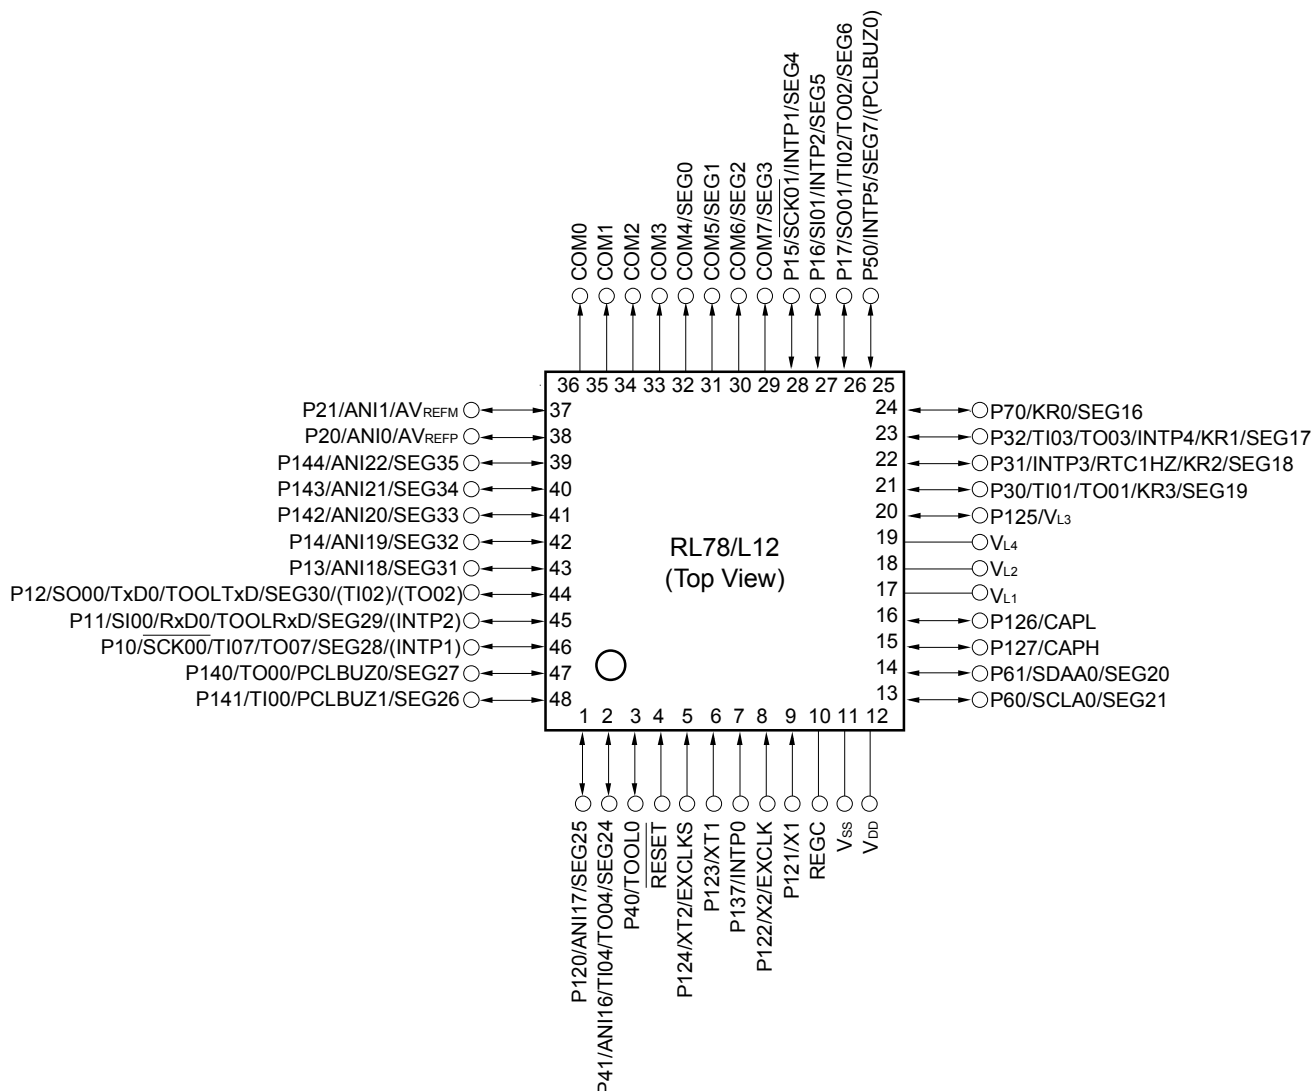 COM0
COM1
COM2
COM3
COM4/SEG0
COM5/SEG1
COM6/SEG2
COM7/SEG3
P15/SCK01/INTP1/SEG4
P16/SI01/INTP2/SEG5
P17/SO01/TI02/TO02/SEG6
P50/INTP5/SEG7/(PCLBUZ0)
36 35 34 33 32 31 30 29 28 27 26 25
P21/ANI1/AVREFM 37
P20/ANI0/AVREFP 38
P144/ANI22/SEG35 39
P143/ANI21/SEG34 40
P142/ANI20/SEG33 41
P14/ANI19/SEG32 42
P13/ANI18/SEG31 43
P12/SO00/TxD0/TOOLTxD/SEG30/(TI02)/(TO02) 44
P11/SI00/RxD0/TOOLRxD/SEG29/(INTP2) 45
P10/SCK00/TI07/TO07/SEG28/(INTP1) 46
P140/TO00/PCLBUZ0/SEG27 47
P141/TI00/PCLBUZ1/SEG26 48
RL78/L12
(Top View)
24 P70/KR0/SEG16
23 P32/TI03/TO03/INTP4/KR1/SEG17
22 P31/INTP3/RTC1HZ/KR2/SEG18
21 P30/TI01/TO01/KR3/SEG19
20 P125/VL3
19 VL4
18 VL2
17 VL1
16 P126/CAPL
15 P127/CAPH
14 P61/SDAA0/SEG20
13 P60/SCLA0/SEG21
1 2 3 4 5 6 7 8 9 10 11 12
P120/ANI17/SEG25
P41/ANI16/TI04/TO04/SEG24
P40/TOOL0
RESET
P124/XT2/EXCLKS
P123/XT1
P137/INTP0
P122/X2/EXCLK
P121/X1
REGC
VSS
VDD